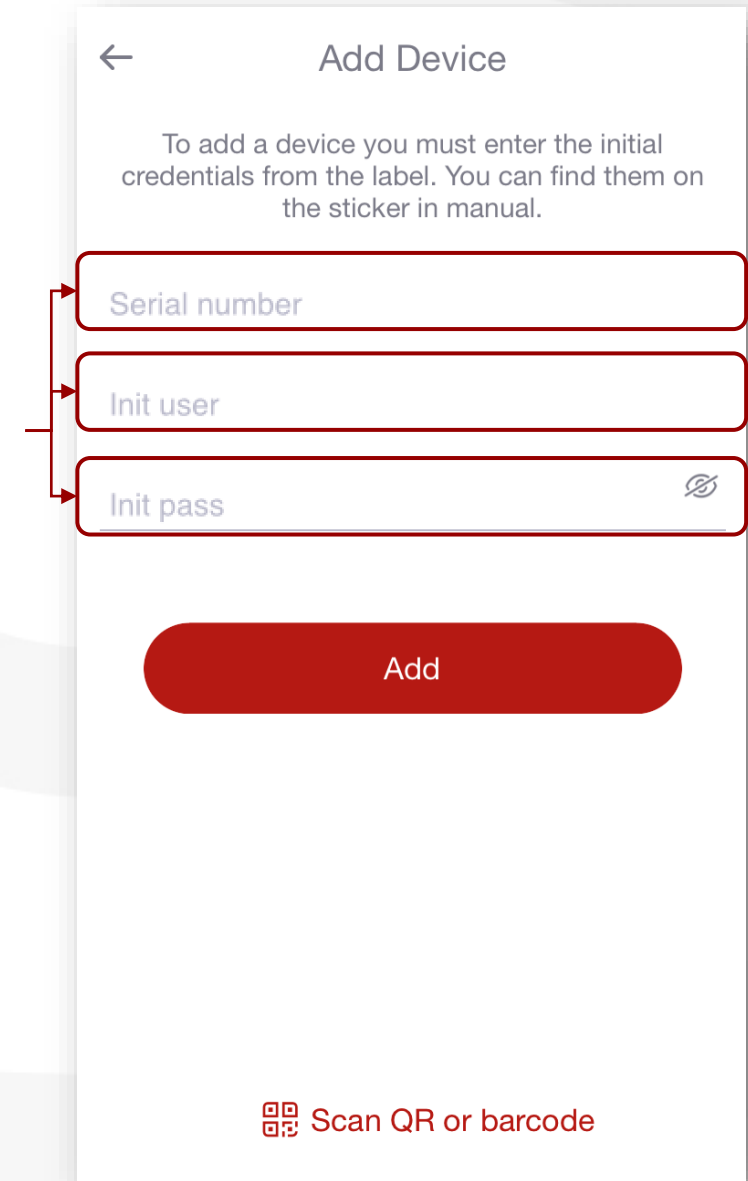 Add Device
To add a device you must enter the initial
credentials from the label. You can find them on
the sticker in manual.
Serial number
Init user
Init pass
Add
Scan QR or barcode